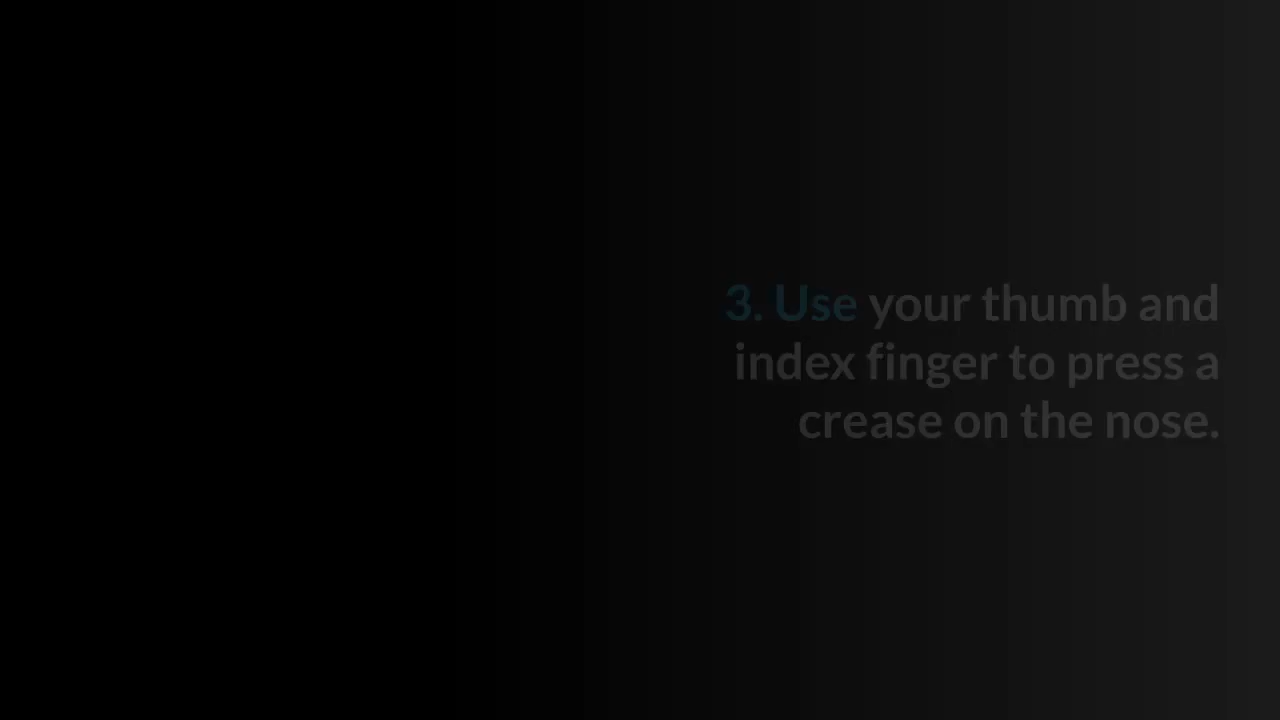 3. Use your thumb and
index finger to press a
crease on the nose.